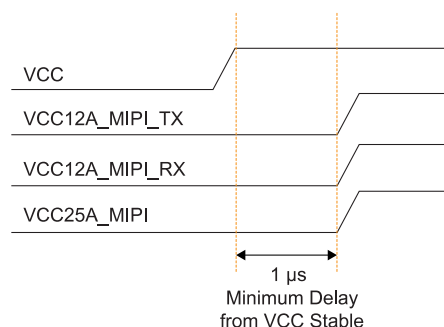 VCC
VCC12A_MIPI_TX
VCC12A_MIPI_RX
VCC25A_MIPI
1 µs
Minimum Delay
from VCC Stable